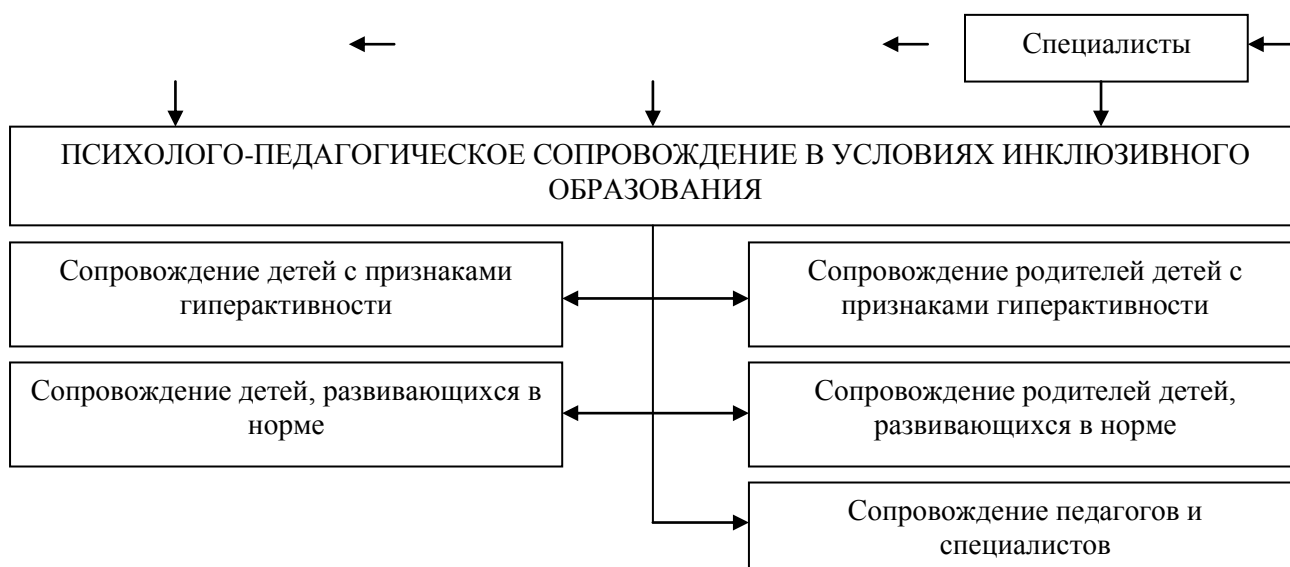 Специалисты
ПСИХОЛОГО-ПЕДАГОГИЧЕСКОЕ СОПРОВОЖДЕНИЕ В УСЛОВИЯХ ИНКЛЮЗИВНОГО
ОБРАЗОВАНИЯ
Сопровождение детей с признаками
гиперактивности
Сопровождение родителей детей с
признаками гиперактивности
Сопровождение детей, развивающихся в
норме
Сопровождение родителей детей,
развивающихся в норме
Сопровождение педагогов и
специалистов